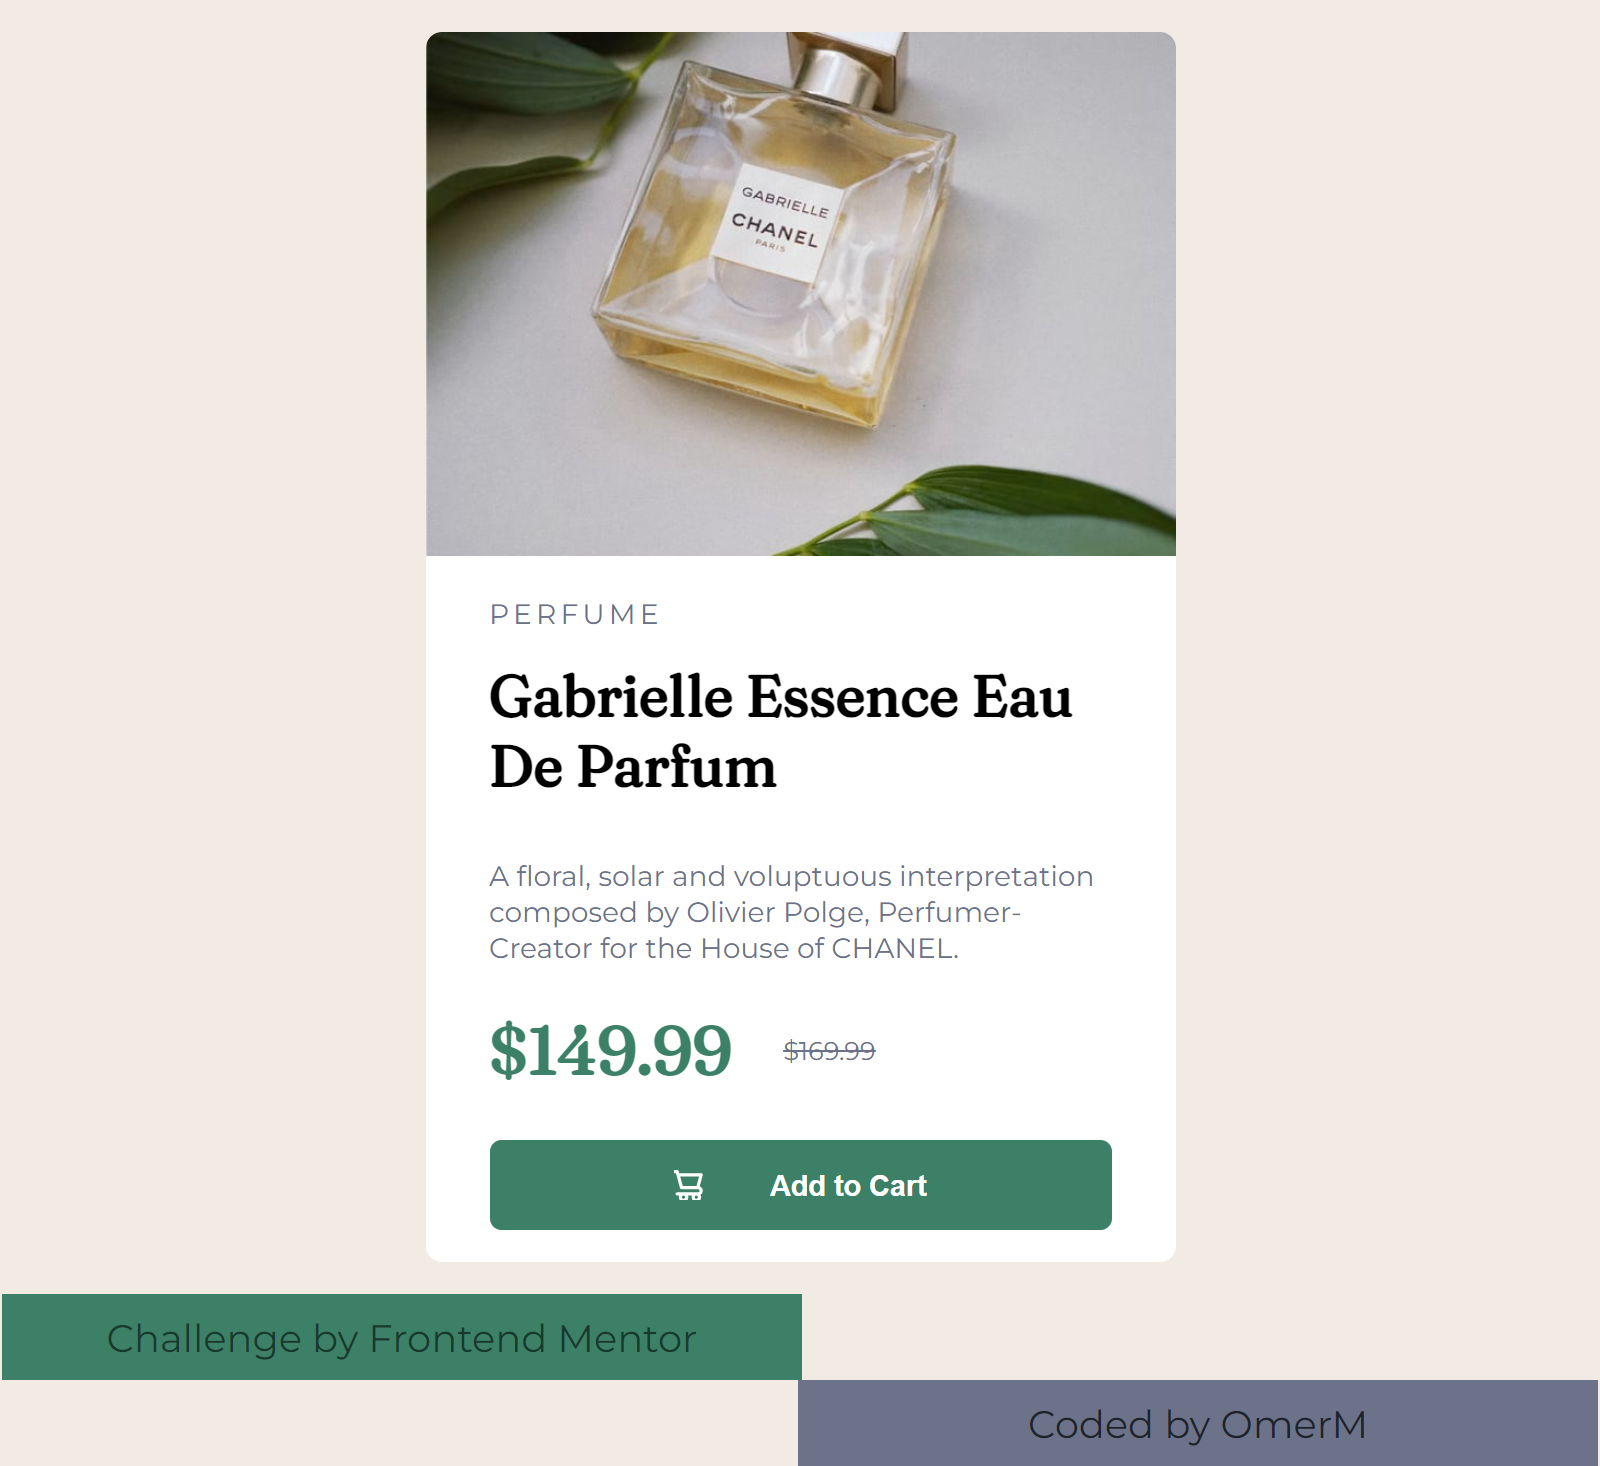 GABRIELLE
CHANEL
PARIS
PERFUME
Gabrielle Essence Eau
De Parfum
A floral, solar and voluptuous interpretation
composed by Olivier Polge, Perfumer-
Creator for the House of CHANEL.
$149.99 $169.99
Add to Cart
Challenge by Frontend Mentor
Coded by OmerM